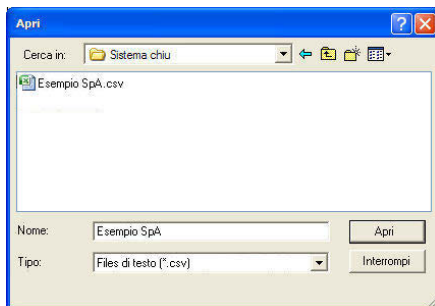 Apri
Cerca in: Sistema chiu
Esempio SpA.csv
Nome: Esempio SpA Apri
Tipo: Files di testo (*.csv) Interrompi